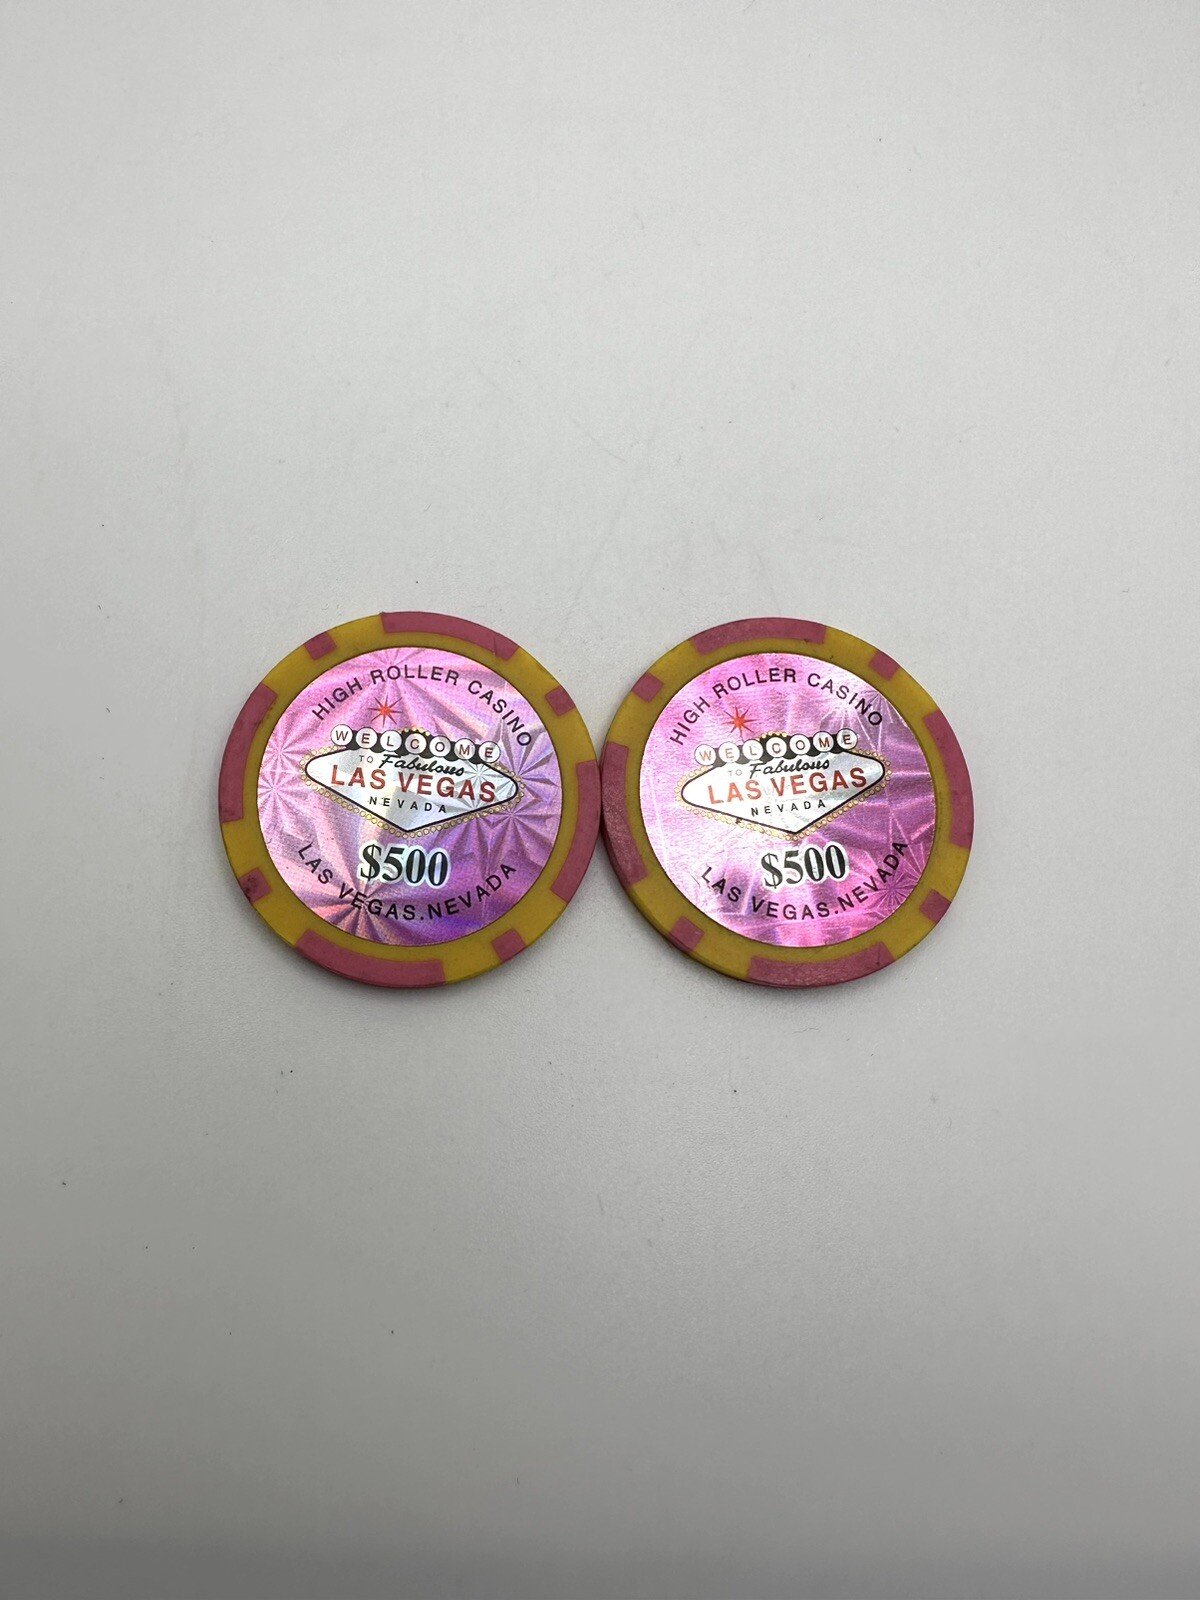 HIGH ROLLER CASINO
WELCOME
TO Fabulous
LAS VEGAS
NEVADA
$500
LAS VEGAS.NEVADA
HIGH ROLLER CASINO
WELCOME
TO Fabulous
LAS VEGAS
NEVADA
$500
LAS VEGAS.NEVADA